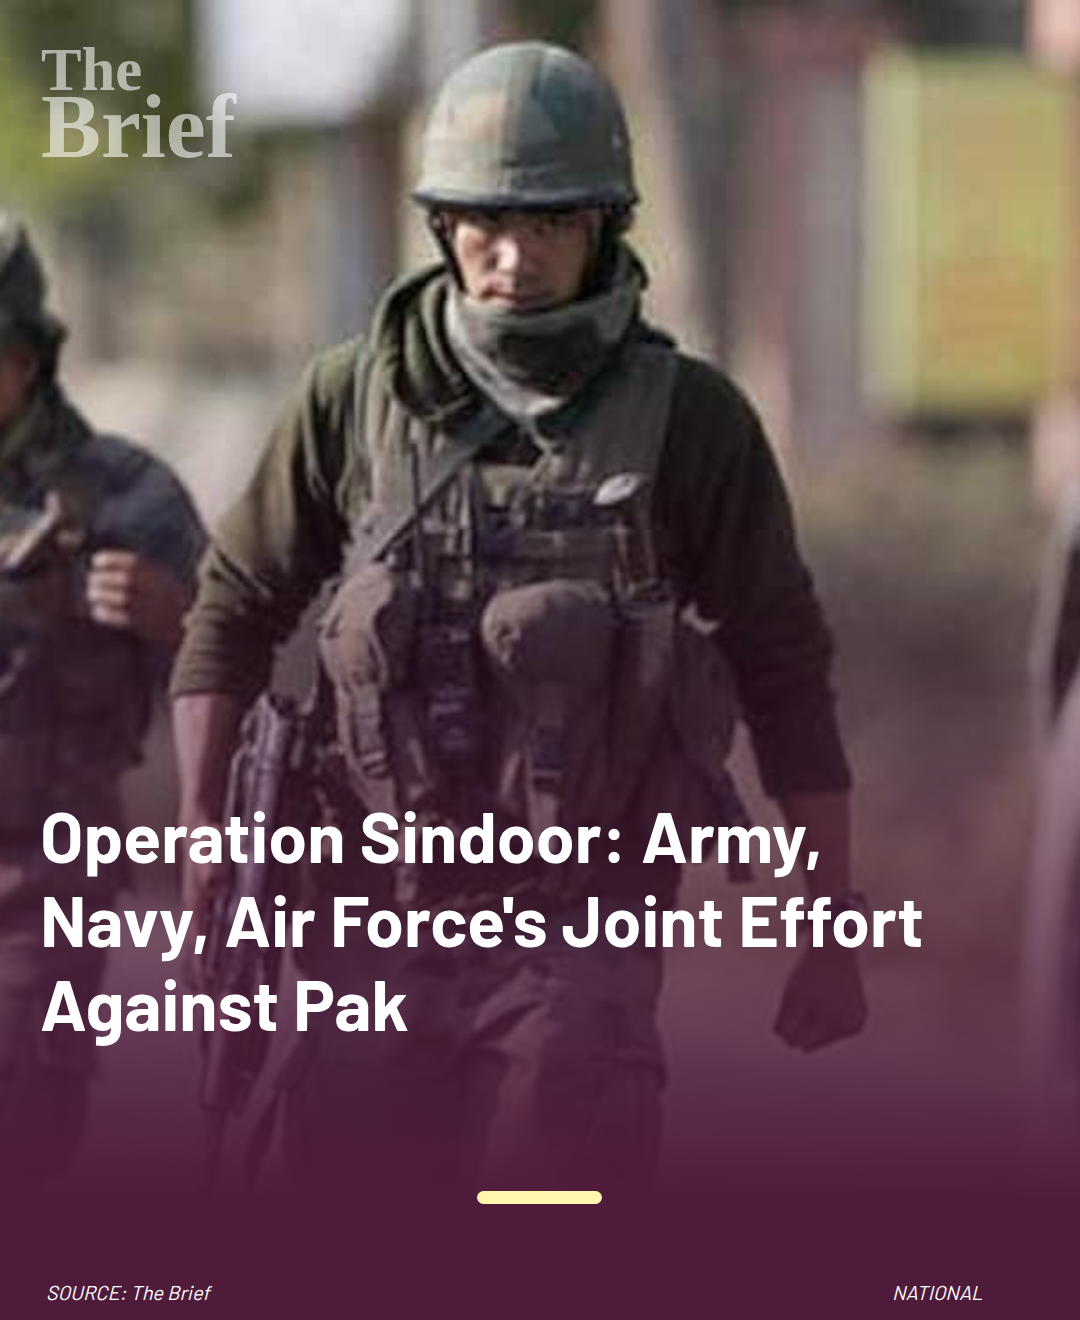 The
Brief
Operation Sindoor: Army,
Navy, Air Force's Joint Effort
Against Pak
SOURCE: The Brief
NATIONAL